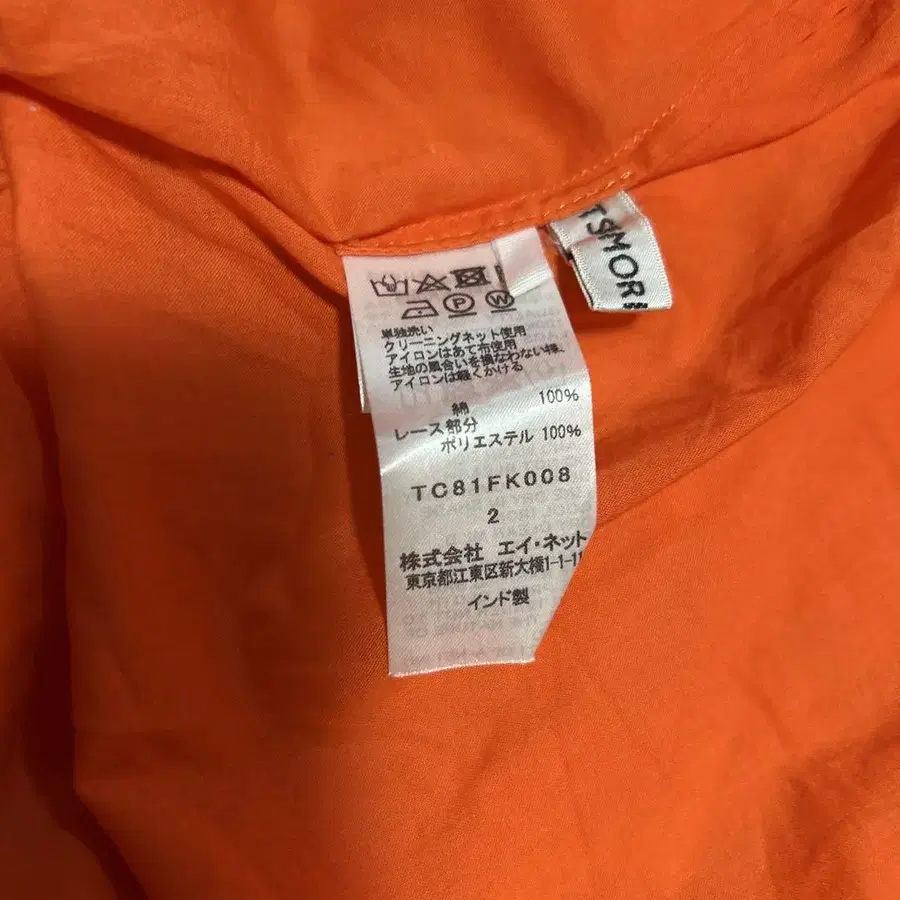 TSMORI
P W
単独洗い
クリーニングネット使用
アイロンはあて布使用
生地の風合いを損なわない様、
アイロンは軽くかける
綿 100%
レース部分
ポリエステル 100%
TC81FK008
2
株式会社 エイ・ネット
東京都江東区新大橋1-1-1
インド製